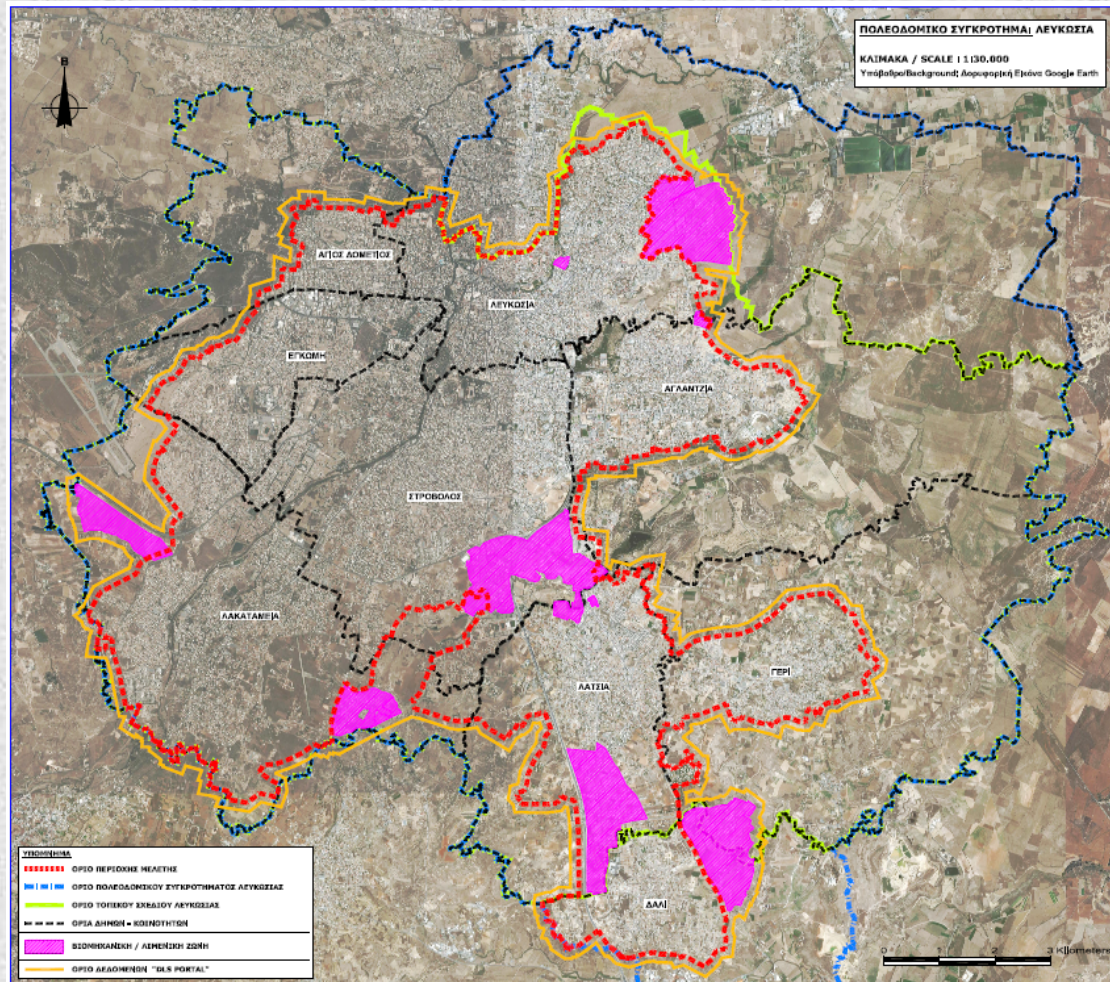 ΠΟΛΕΟΔΟΜΙΚΟ ΣΥΓΚΡΟΤΗΜΑ: ΛΕΥΚΩΣΙΑ
ΚΛΙΜΑΚΑ / SCALE : 1:30.000
Υπόβαθρο/Background: Δορυφορική Εικόνα Google Earth
Β
ΑΓΙΟΣ ΔΟΜΕΤΙΟΣ
ΛΕΥΚΩΣΙΑ
ΕΓΚΩΜΗ
ΑΓΛΑΝΤΖΙΑ
ΣΤΡΟΒΟΛΟΣ
ΛΑΚΑΤΑΜΕΙΑ
ΓΕΡΙ
ΛΑΤΣΙΑ
ΔΑΛΙ
ΥΠΟΜΝΗΜΑ
ΟΡΙΟ ΠΕΡΙΟΧΗΣ ΜΕΛΕΤΗΣ
ΟΡΙΟ ΠΟΛΕΟΔΟΜΙΚΟΥ ΣΥΓΚΡΟΤΗΜΑΤΟΣ ΛΕΥΚΩΣΙΑΣ
ΟΡΙΟ ΤΟΠΙΚΟΥ ΣΧΕΔΙΟΥ ΛΕΥΚΩΣΙΑΣ
ΟΡΙΑ ΔΗΜΩΝ - ΚΟΙΝΟΤΗΤΩΝ
ΒΙΟΜΗΧΑΝΙΚΗ / ΛΙΜΕΝΙΚΗ ΖΩΝΗ
ΟΡΙΟ ΔΕΔΟΜΕΝΩΝ "DLS PORTAL"
0 1 2 3 Kilometers